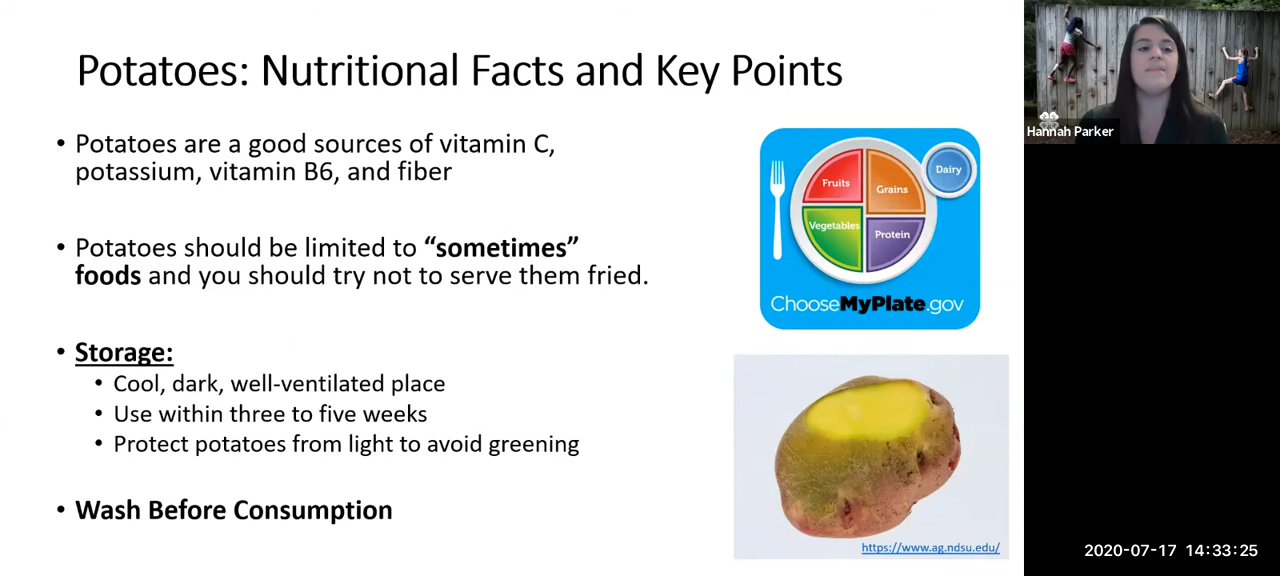 Potatoes: Nutritional Facts and Key Points
• Potatoes are a good sources of vitamin C,
potassium, vitamin B6, and fiber
• Potatoes should be limited to “sometimes”
foods and you should try not to serve them fried.
• Storage:
• Cool, dark, well-ventilated place
• Use within three to five weeks
• Protect potatoes from light to avoid greening
• Wash Before Consumption
Fruits
Grains
Dairy
Vegetables
Protein
ChooseMyPlate.gov
https://www.ag.ndsu.edu/
Hannah Parker
2020-07-17 14:33:25